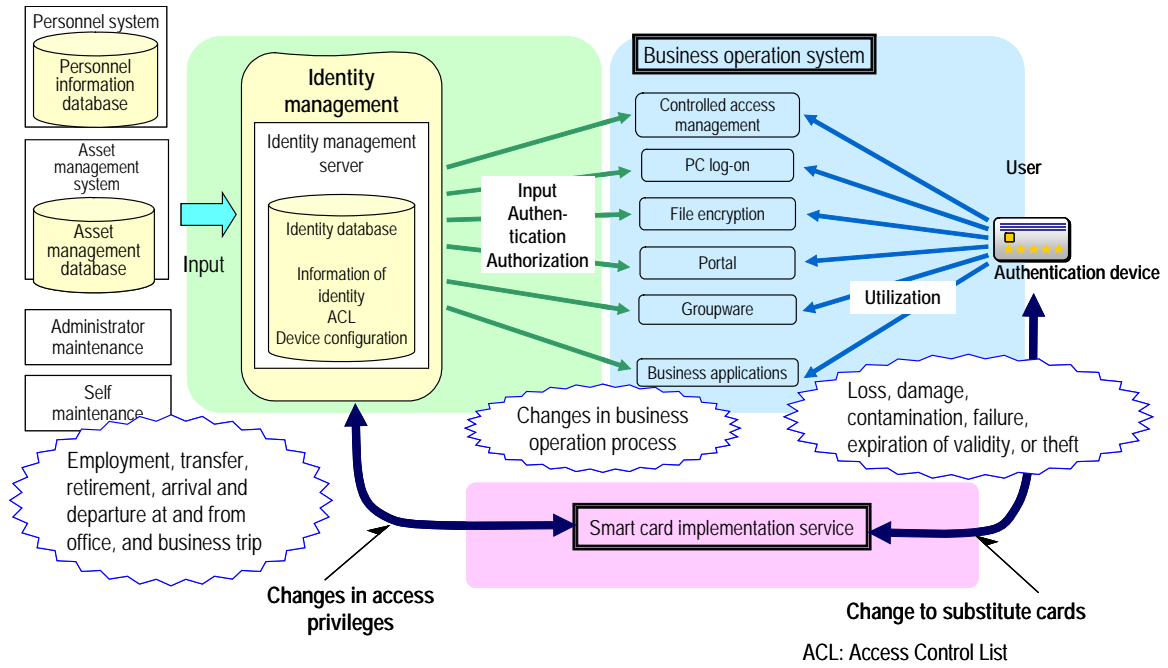 Personnel system
Personnel
information
database
Asset
management
system
Asset
management
database
Administrator
maintenance
Self
maintenance
Input
Identity
management
Identity management
server
Identity database
Information of
identity
ACL
Device configuration
Input
Authen-
tication
Authorization
Business operation system
Controlled access
management
PC log-on
File encryption
Portal
Groupware
Business applications
User
Authentication device
Utilization
Employment, transfer,
retirement, arrival and
departure at and from
office, and business trip
Changes in business
operation process
Loss, damage,
contamination, failure,
expiration of validity, or theft
Smart card implementation service
Changes in access
privileges
Change to substitute cards
ACL: Access Control List